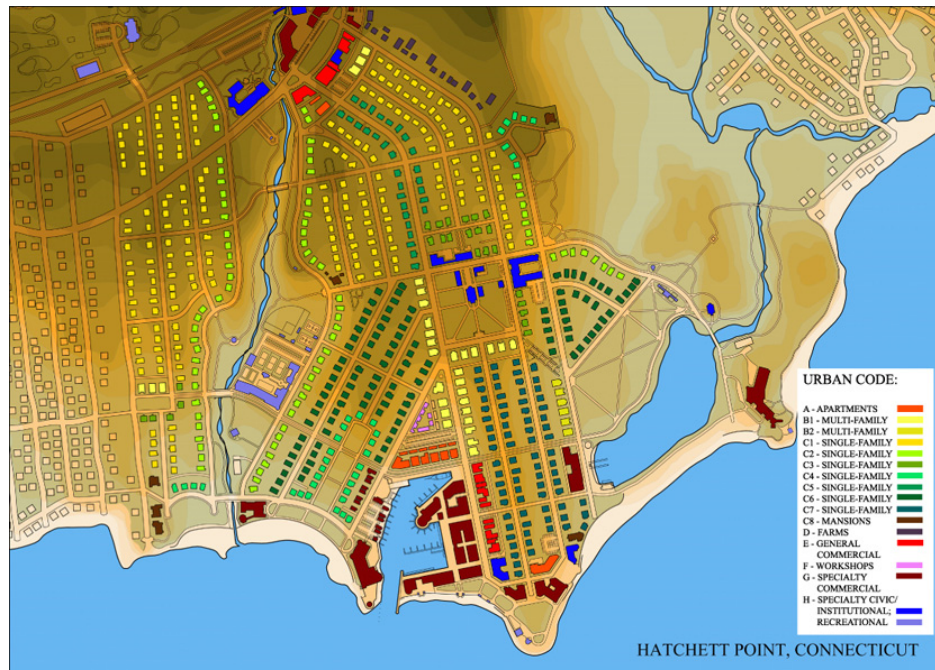 URBAN CODE:
A - APARTMENTS
B1 - MULTI-FAMILY
B2 - MULTI-FAMILY
C1 - SINGLE-FAMILY
C2 - SINGLE-FAMILY
C3 - SINGLE-FAMILY
C4 - SINGLE-FAMILY
C5 - SINGLE-FAMILY
C6 - SINGLE-FAMILY
C7 - SINGLE-FAMILY
C8 - MANSIONS
D - FARMS
E - GENERAL
COMMERCIAL
F - WORKSHOPS
G - SPECIALTY
COMMERCIAL
H - SPECIALTY CIVIC/
INSTITUTIONAL;
RECREATIONAL
HATCHETT POINT, CONNECTICUT